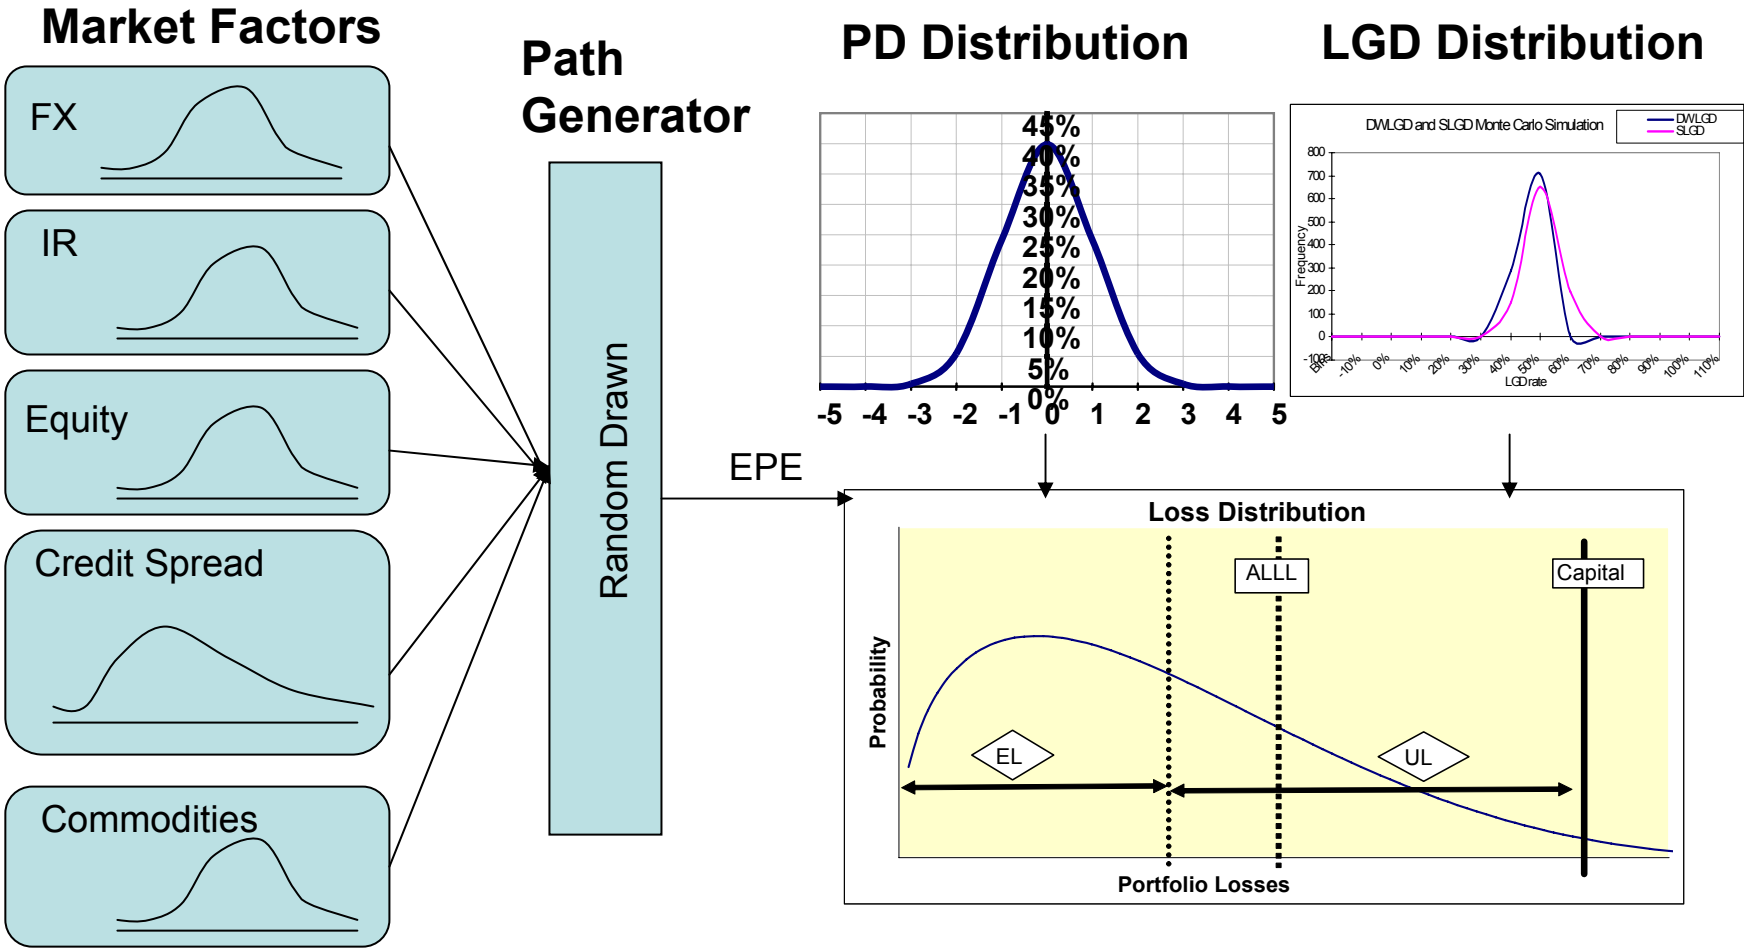 Market Factors
FX
IR
Equity
Credit Spread
Commodities
Path
Generator
Random Drawn
EPE
PD Distribution
45%
40%
35%
30%
25%
20%
15%
10%
5%
0%
-5 -4 -3 -2 -1 0 1 2 3 4 5
LGD Distribution
DWLGD and SLGD Monte Carlo Simulation
DWLGD
SLGD
Frequency
800
700
600
500
400
300
200
100
0
-100
-10% 0% 10% 20% 30% 40% 50% 60% 70% 80% 90% 100% 110%
LGD rate
Loss Distribution
ALLL
Capital
Probability
EL
UL
Portfolio Losses